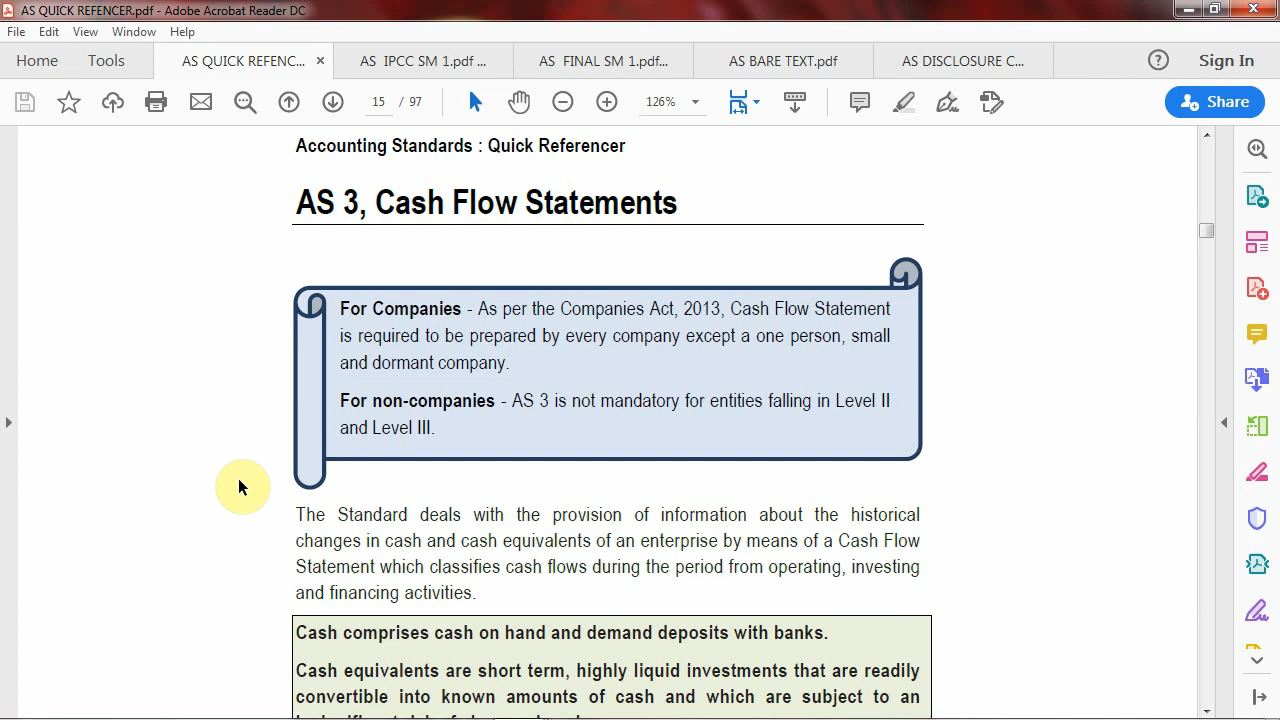 AS QUICK REFENCER.pdf - Adobe Acrobat Reader DC
File Edit View Window Help
Home Tools AS QUICK REFENC... × AS IPCC SM 1.pdf ... AS FINAL SM 1.pdf... AS BARE TEXT.pdf AS DISCLOSURE C... Sign In
15 / 97 126% Share
Accounting Standards : Quick Referencer
AS 3, Cash Flow Statements
For Companies - As per the Companies Act, 2013, Cash Flow Statement
is required to be prepared by every company except a one person, small
and dormant company.
For non-companies - AS 3 is not mandatory for entities falling in Level II
and Level III.
The Standard deals with the provision of information about the historical
changes in cash and cash equivalents of an enterprise by means of a Cash Flow
Statement which classifies cash flows during the period from operating, investing
and financing activities.
Cash comprises cash on hand and demand deposits with banks.
Cash equivalents are short term, highly liquid investments that are readily
convertible into known amounts of cash and which are subject to an